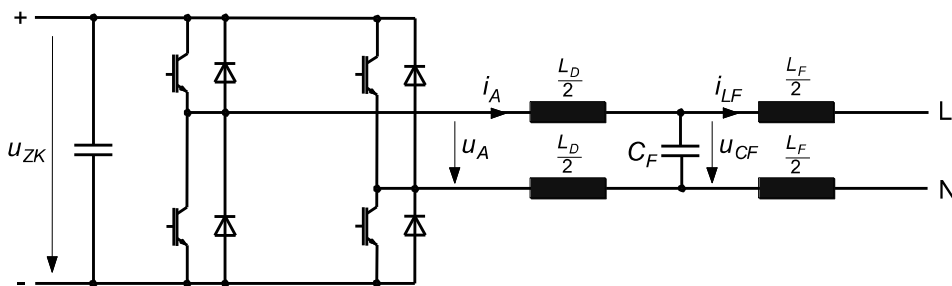 +
i_A
L_D
2
i_LF
L_F
2
L
u_ZK
u_A
L_D
2
C_F
u_CF
L_F
2
N
-